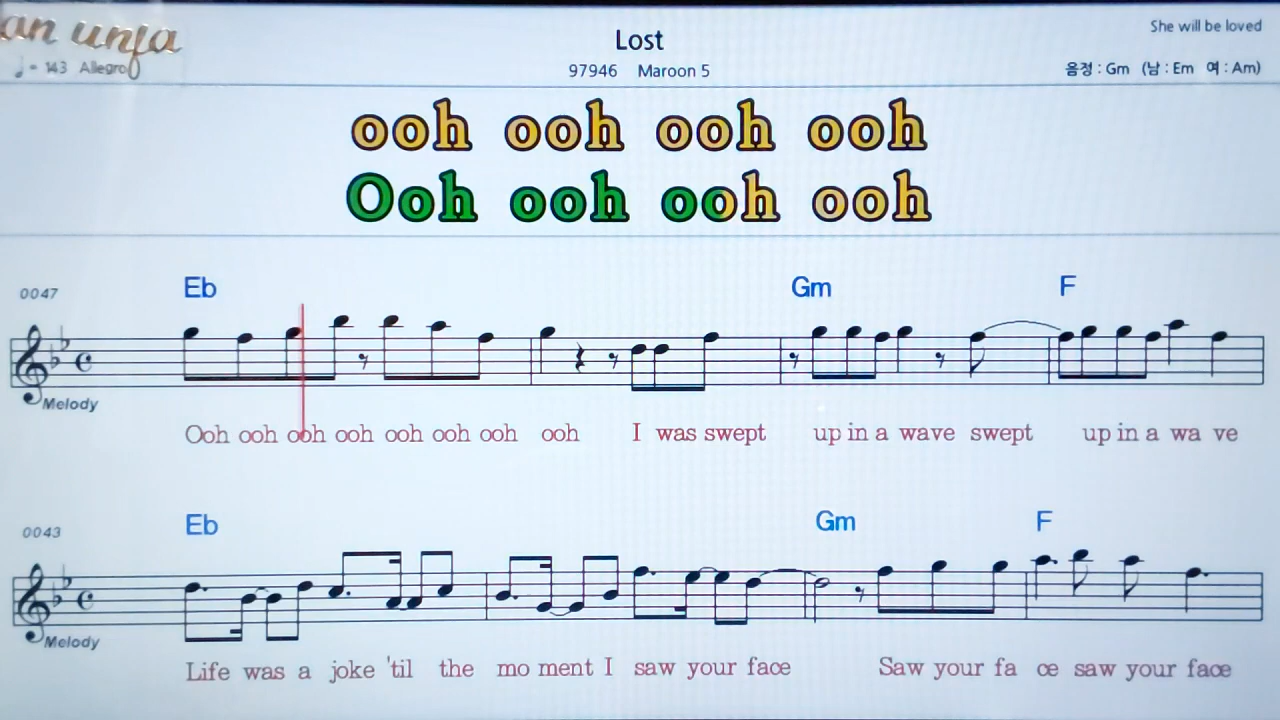 an unja
She will be loved
Lost
♩= 143 Allegro
97946 Maroon 5
음정 : Gm (남 : Em 여 : Am)
ooh ooh ooh ooh
Ooh ooh ooh ooh
0047
Eb Gm F
Melody
Ooh ooh ooh ooh ooh ooh ooh ooh I was swept up in a wave swept up in a wa ve
0043
Eb Gm F
Melody
Life was a joke 'til the mo ment I saw your face Saw your fa ce saw your face